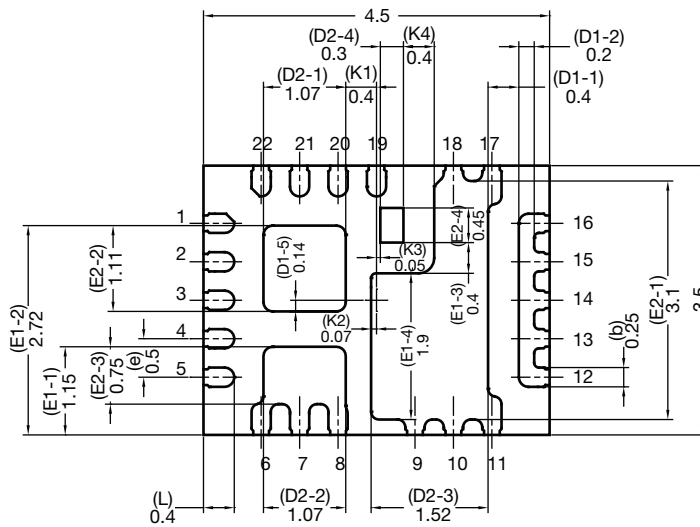 4.5
(D2-4)
0.3
(K4)
0.4
(D1-2)
0.2
(D2-1)
1.07
(K1)
0.4
(D1-1)
0.4
22
21
20
19
18
17
1
2
3
4
5
16
15
14
13
12
6
7
8
9
10
11
(E1-2)
2.72
(E2-2)
1.11
(E1-1)
1.15
(E2-3)
0.75
(e)
0.5
(D1-5)
0.14
(K2)
0.07
(K3)
0.05
(E2-4)
0.45
(E1-3)
0.4
(E1-4)
1.9
(b)
0.25
(E2-1)
3.1
(L)
0.4
(D2-2)
1.07
(D2-3)
1.52